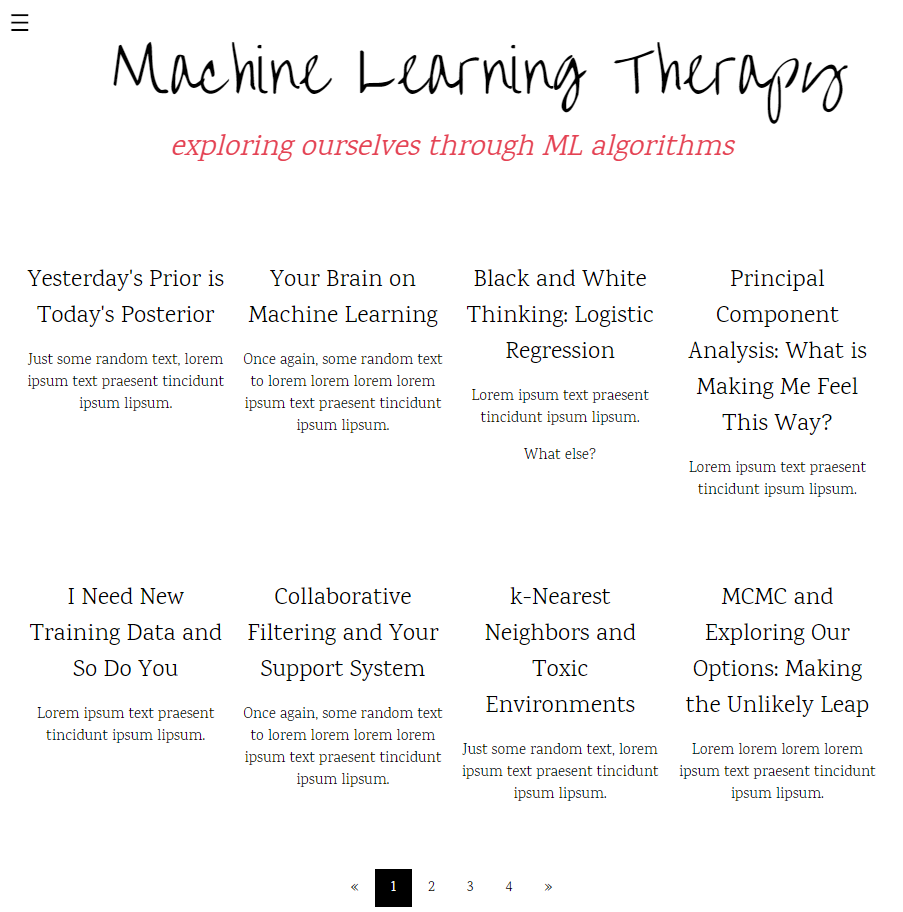 ☰
Machine Learning Therapy
exploring ourselves through ML algorithms
Yesterday's Prior is
Today's Posterior
Just some random text, lorem
ipsum text praesent tincidunt
ipsum lipsum.
Your Brain on
Machine Learning
Once again, some random text
to lorem lorem lorem lorem
ipsum text praesent tincidunt
ipsum lipsum.
Black and White
Thinking: Logistic
Regression
Lorem ipsum text praesent
tincidunt ipsum lipsum.
What else?
Principal
Component
Analysis: What is
Making Me Feel
This Way?
Lorem ipsum text praesent
tincidunt ipsum lipsum.
I Need New
Training Data and
So Do You
Lorem ipsum text praesent
tincidunt ipsum lipsum.
Collaborative
Filtering and Your
Support System
Once again, some random text
to lorem lorem lorem lorem
ipsum text praesent tincidunt
ipsum lipsum.
k-Nearest
Neighbors and
Toxic
Environments
Just some random text, lorem
ipsum text praesent tincidunt
ipsum lipsum.
MCMC and
Exploring Our
Options: Making
the Unlikely Leap
Lorem lorem lorem lorem
ipsum text praesent tincidunt
ipsum lipsum.
« 1 2 3 4 »